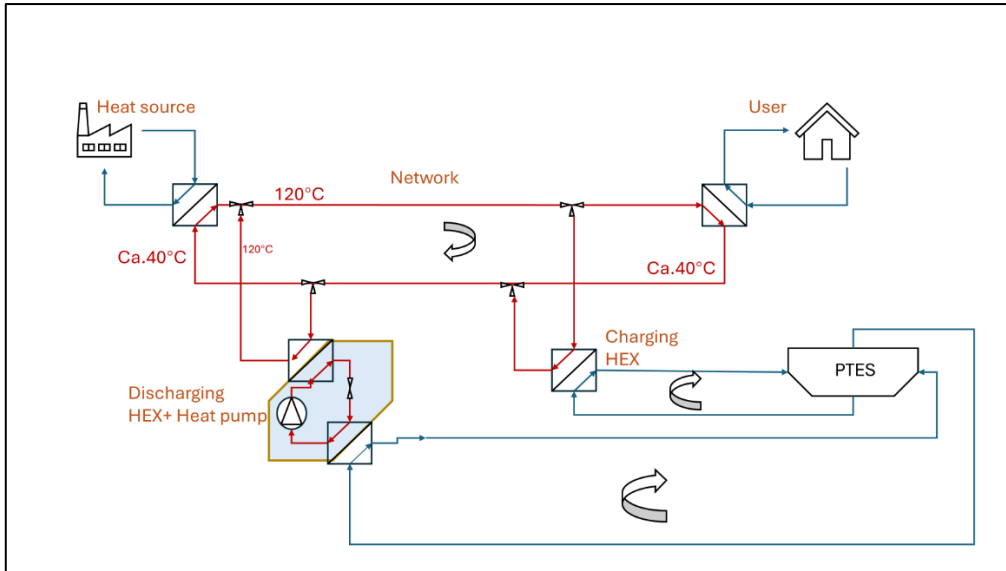 Heat source
User
Network
120°C
Ca.40°C
120°C
Ca.40°C
Charging
HEX
PTES
Discharging
HEX+ Heat pump